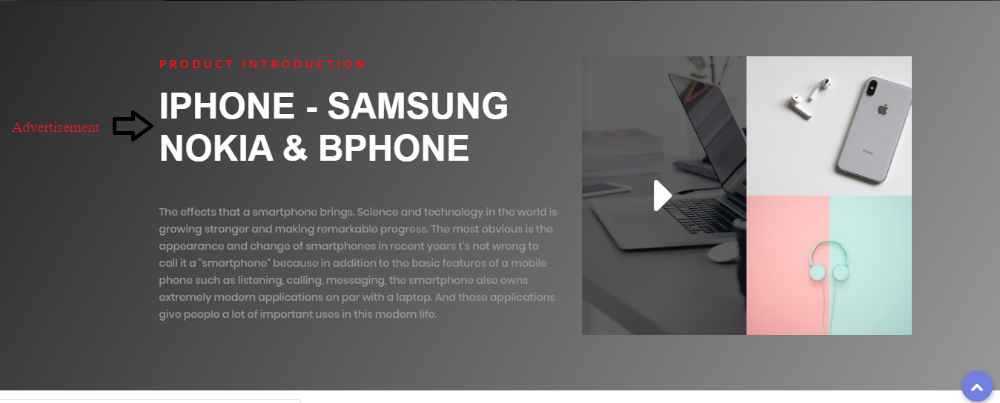 PRODUCT INTRODUCTION
IPHONE - SAMSUNG
Advertisement
NOKIA & BPHONE
The effects that a smartphone brings. Science and technology in the world is
growing stronger and making remarkable progress. The most obvious is the
appearance and change of smartphones in recent years t's not wrong to
call it a "smartphone" because in addition to the basic features of a mobile
phone such as listening, calling, messaging, the smartphone also owns
extremely modern applications on par with a laptop. And those applications
give people a lot of important uses in this modern life.
iPhone